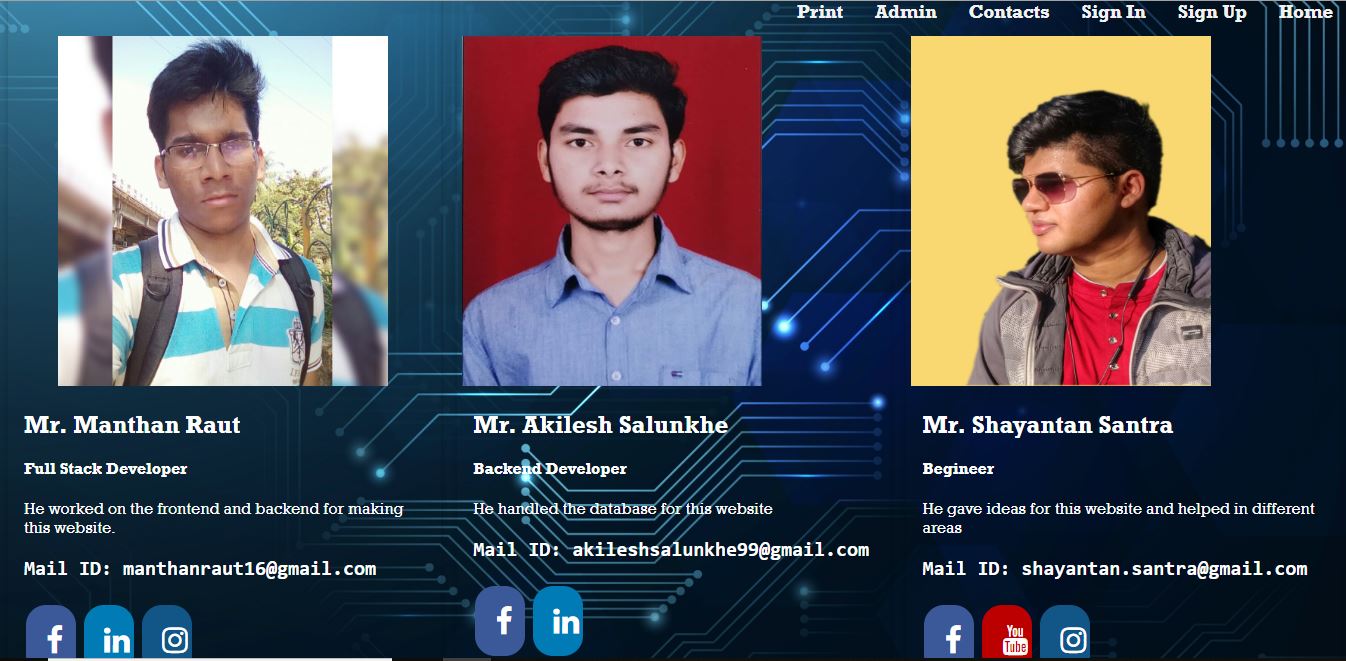 Print Admin Contacts Sign In Sign Up Home
Mr. Manthan Raut
Full Stack Developer
He worked on the frontend and backend for making
this website.
Mail ID: manthanraut16@gmail.com
f in
Mr. Akilesh Salunkhe
Backend Developer
He handled the database for this website
Mail ID: akileshsalunkhe99@gmail.com
f in
Mr. Shayantan Santra
Begineer
He gave ideas for this website and helped in different
areas
Mail ID: shayantan.santra@gmail.com
f You
Tube